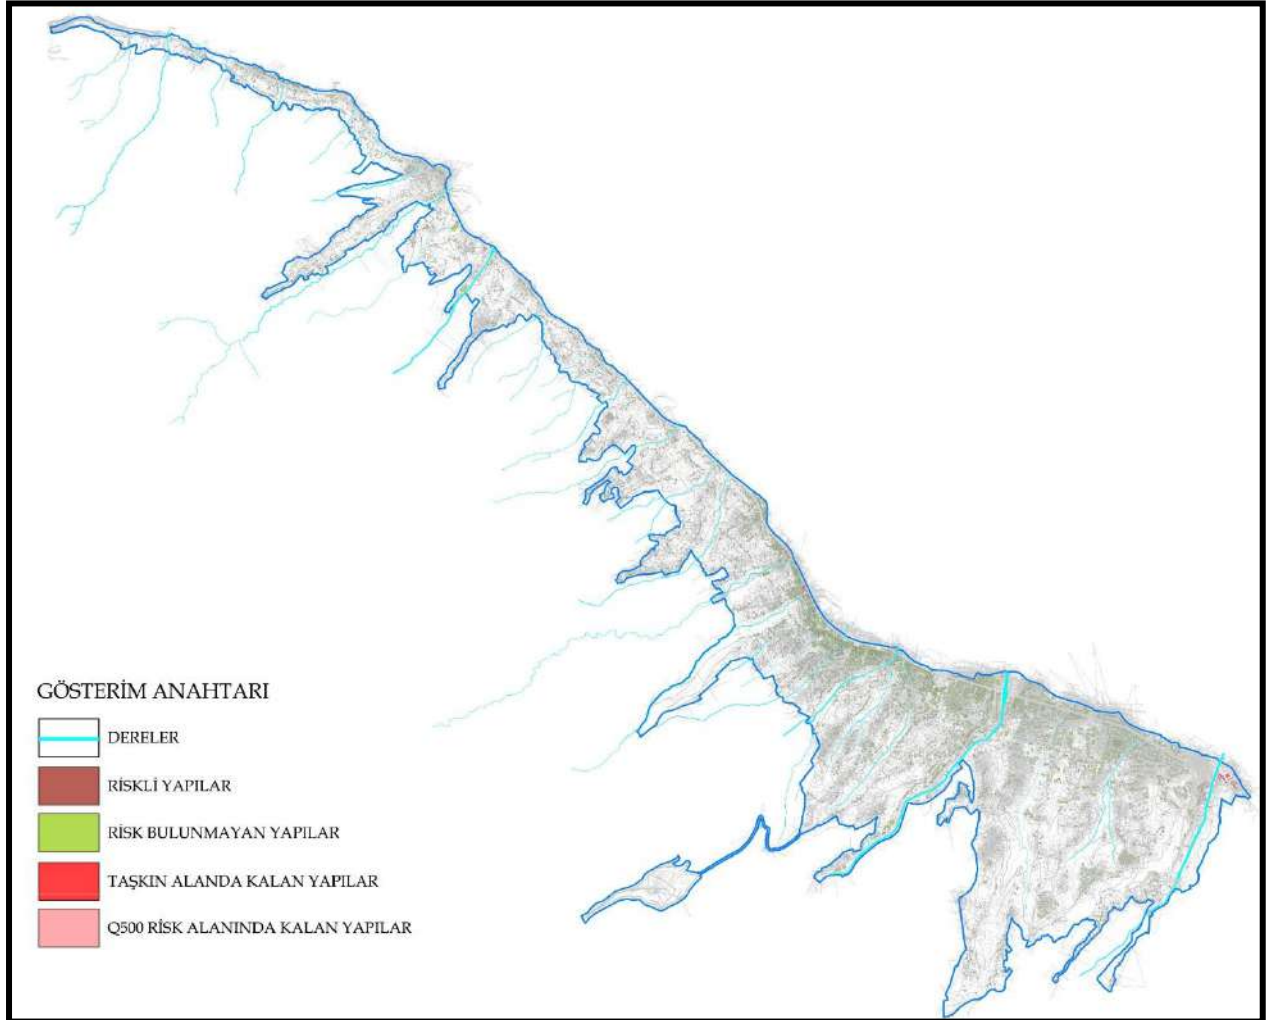 GÖSTERİM ANAHTARI
DERELER
RİSKLİ YAPILAR
RİSK BULUNMAYAN YAPILAR
TAŞKIN ALANDA KALAN YAPILAR
Q500 RİSK ALANINDA KALAN YAPILAR